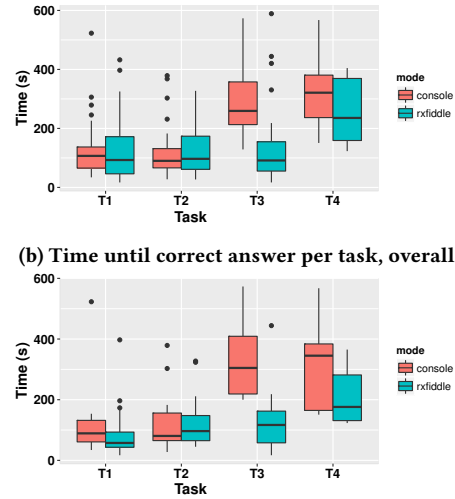 600
400
200
0
Time (s)
T1 T2 T3 T4
Task
mode
console
rxfiddle
(b) Time until correct answer per task, overall
600
400
200
0
Time (s)
T1 T2 T3 T4
Task
mode
console
rxfiddle